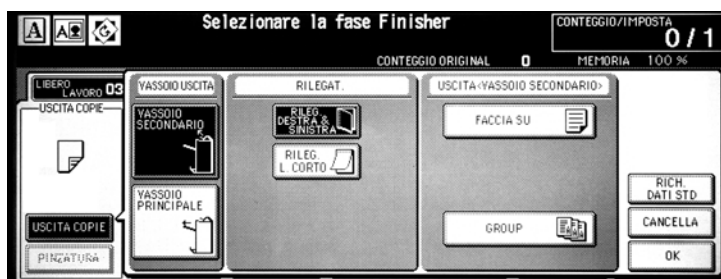 Selezionare la fase Finisher
CONTEGGIO/IMPOSTA
0 / 1
CONTEGGIO ORIGINAL 0 MEMORIA 100 %
LIBERO
LAVORO 03
USCITA COPIE
USCITA COPIE
PINZATURA
VASSOIO USCITA
VASSOIO
SECONDARIO
VASSOIO
PRINCIPALE
RILEGAT.
RILEG.
DESTRA &
SINISTRA
RILEG.
L. CORTO
USCITA<VASSOIO SECONDARIO>
FACCIA SU
GROUP
RICH.
DATI STD
CANCELLA
OK